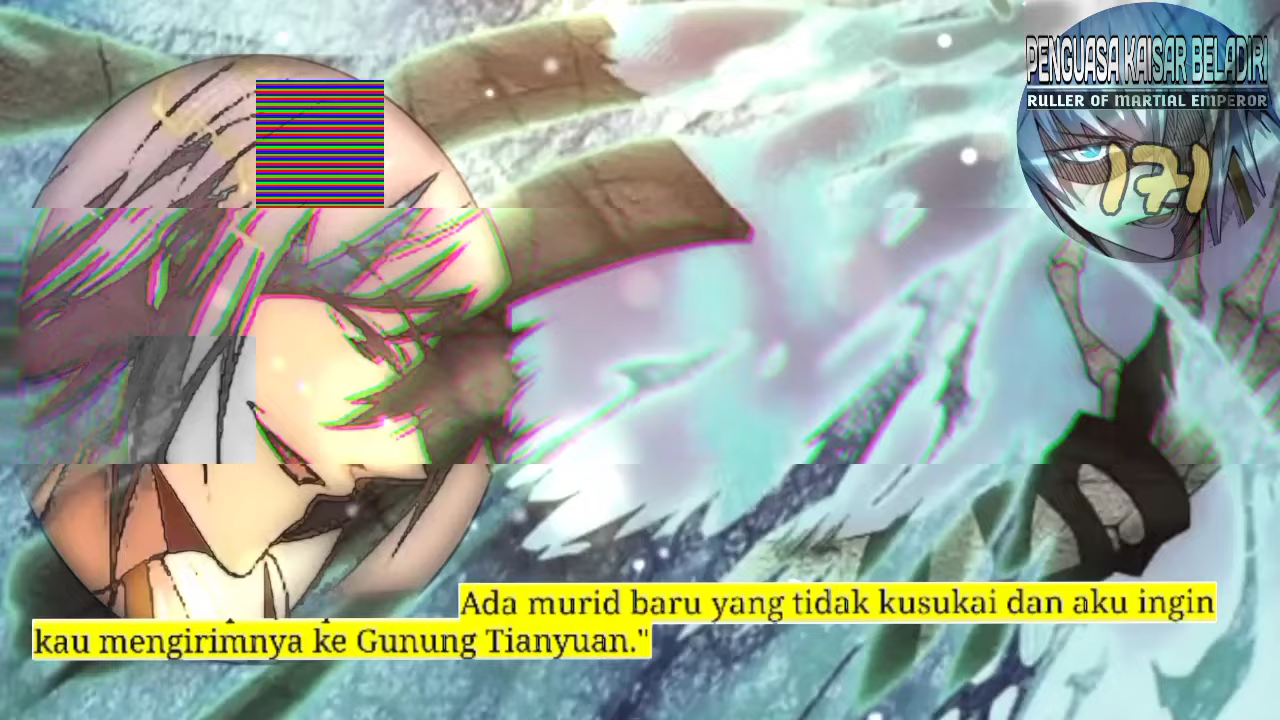 PENGUASA KAISAR BELADIRI
RULLER OF MARTIAL EMPEROR
171
Ada murid baru yang tidak kusukai dan aku ingin
kau mengirimnya ke Gunung Tianyuan."